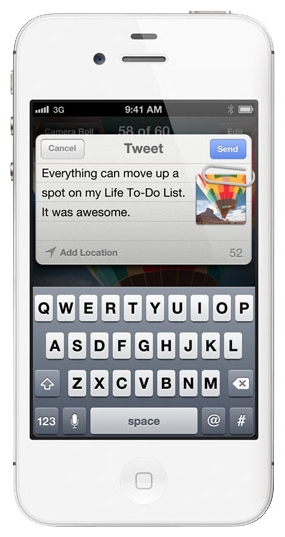 3G 9:41 AM
Camera Roll 58 of 60 Edit
Cancel Tweet Send
Everything can move up a
spot on my Life To-Do List.
It was awesome.
Add Location 52
Q W E R T Y U I O P
A S D F G H J K L
Z X C V B N M
123 space @ #